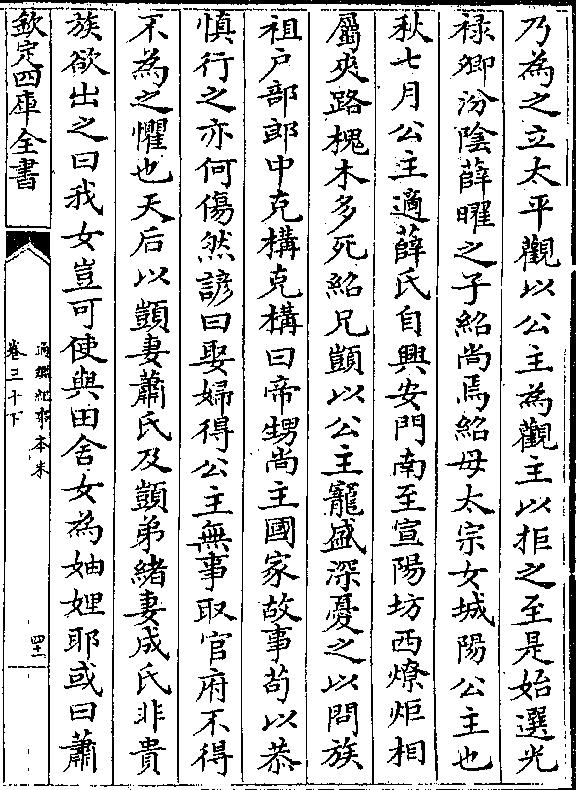 乃為之立太平觀以公主為觀主以拒之至是始選光
禄卿汾陰薛曜之子紹尚焉紹母太宗女城陽公主也
秋七月公主適薛氏自興安門南至宣陽坊西燎炬相
屬夾路槐木多死紹兄顗以公主寵盛深憂之以問族
祖户部郎中克構克構曰帝甥尚主國家故事茍以恭
慎行之亦何傷然諺曰娶婦得公主無事取官府不得
不為之懼也天后以顗妻蕭氏及顗弟緒妻成氏非貴
族欲出之曰我女豈可使與田舍女為妯娌耶或曰蕭
欽定四庫全書
通鑑紀事本末
卷三十下
四十一